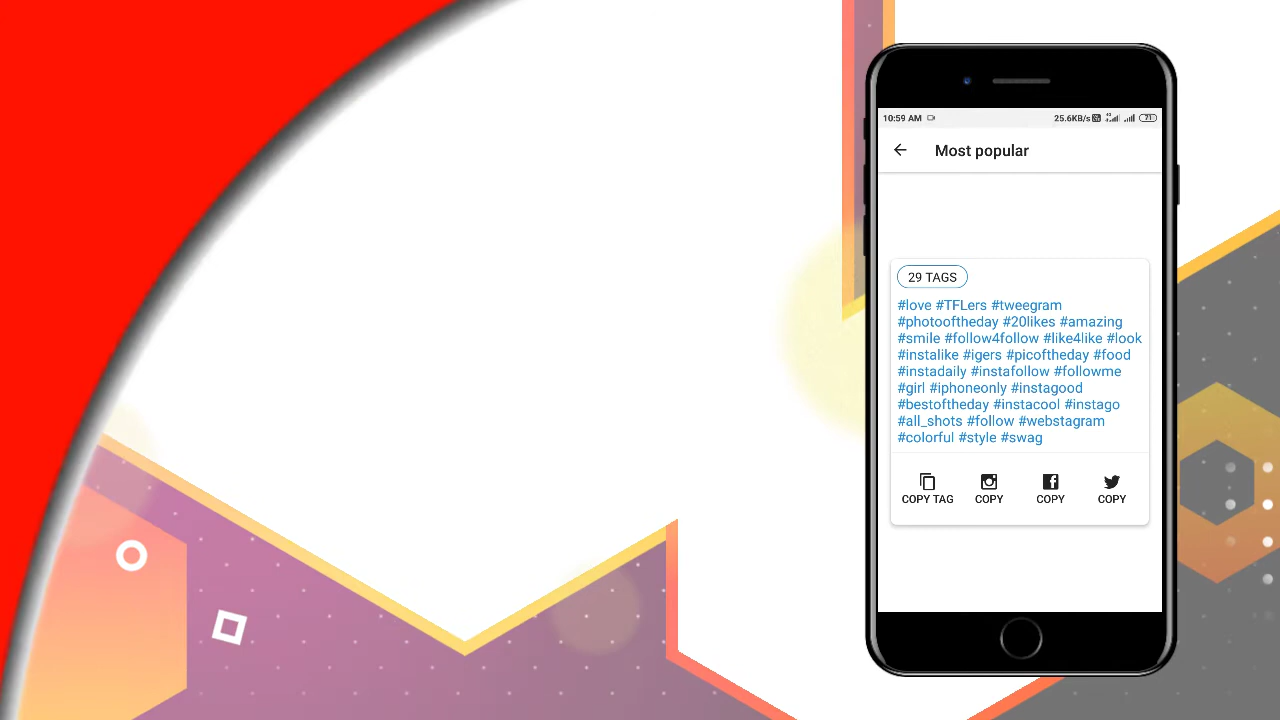 10:59 AM 25.6KB/s 4G 71
Most popular
29 TAGS
#love #TFLers #tweegram
#photooftheday #20likes #amazing
#smile #follow4follow #like4like #look
#instalike #igers #picoftheday #food
#instadaily #instafollow #followme
#girl #iphoneonly #instagood
#bestoftheday #instacool #instago
#all_shots #follow #webstagram
#colorful #style #swag
COPY TAG COPY COPY COPY